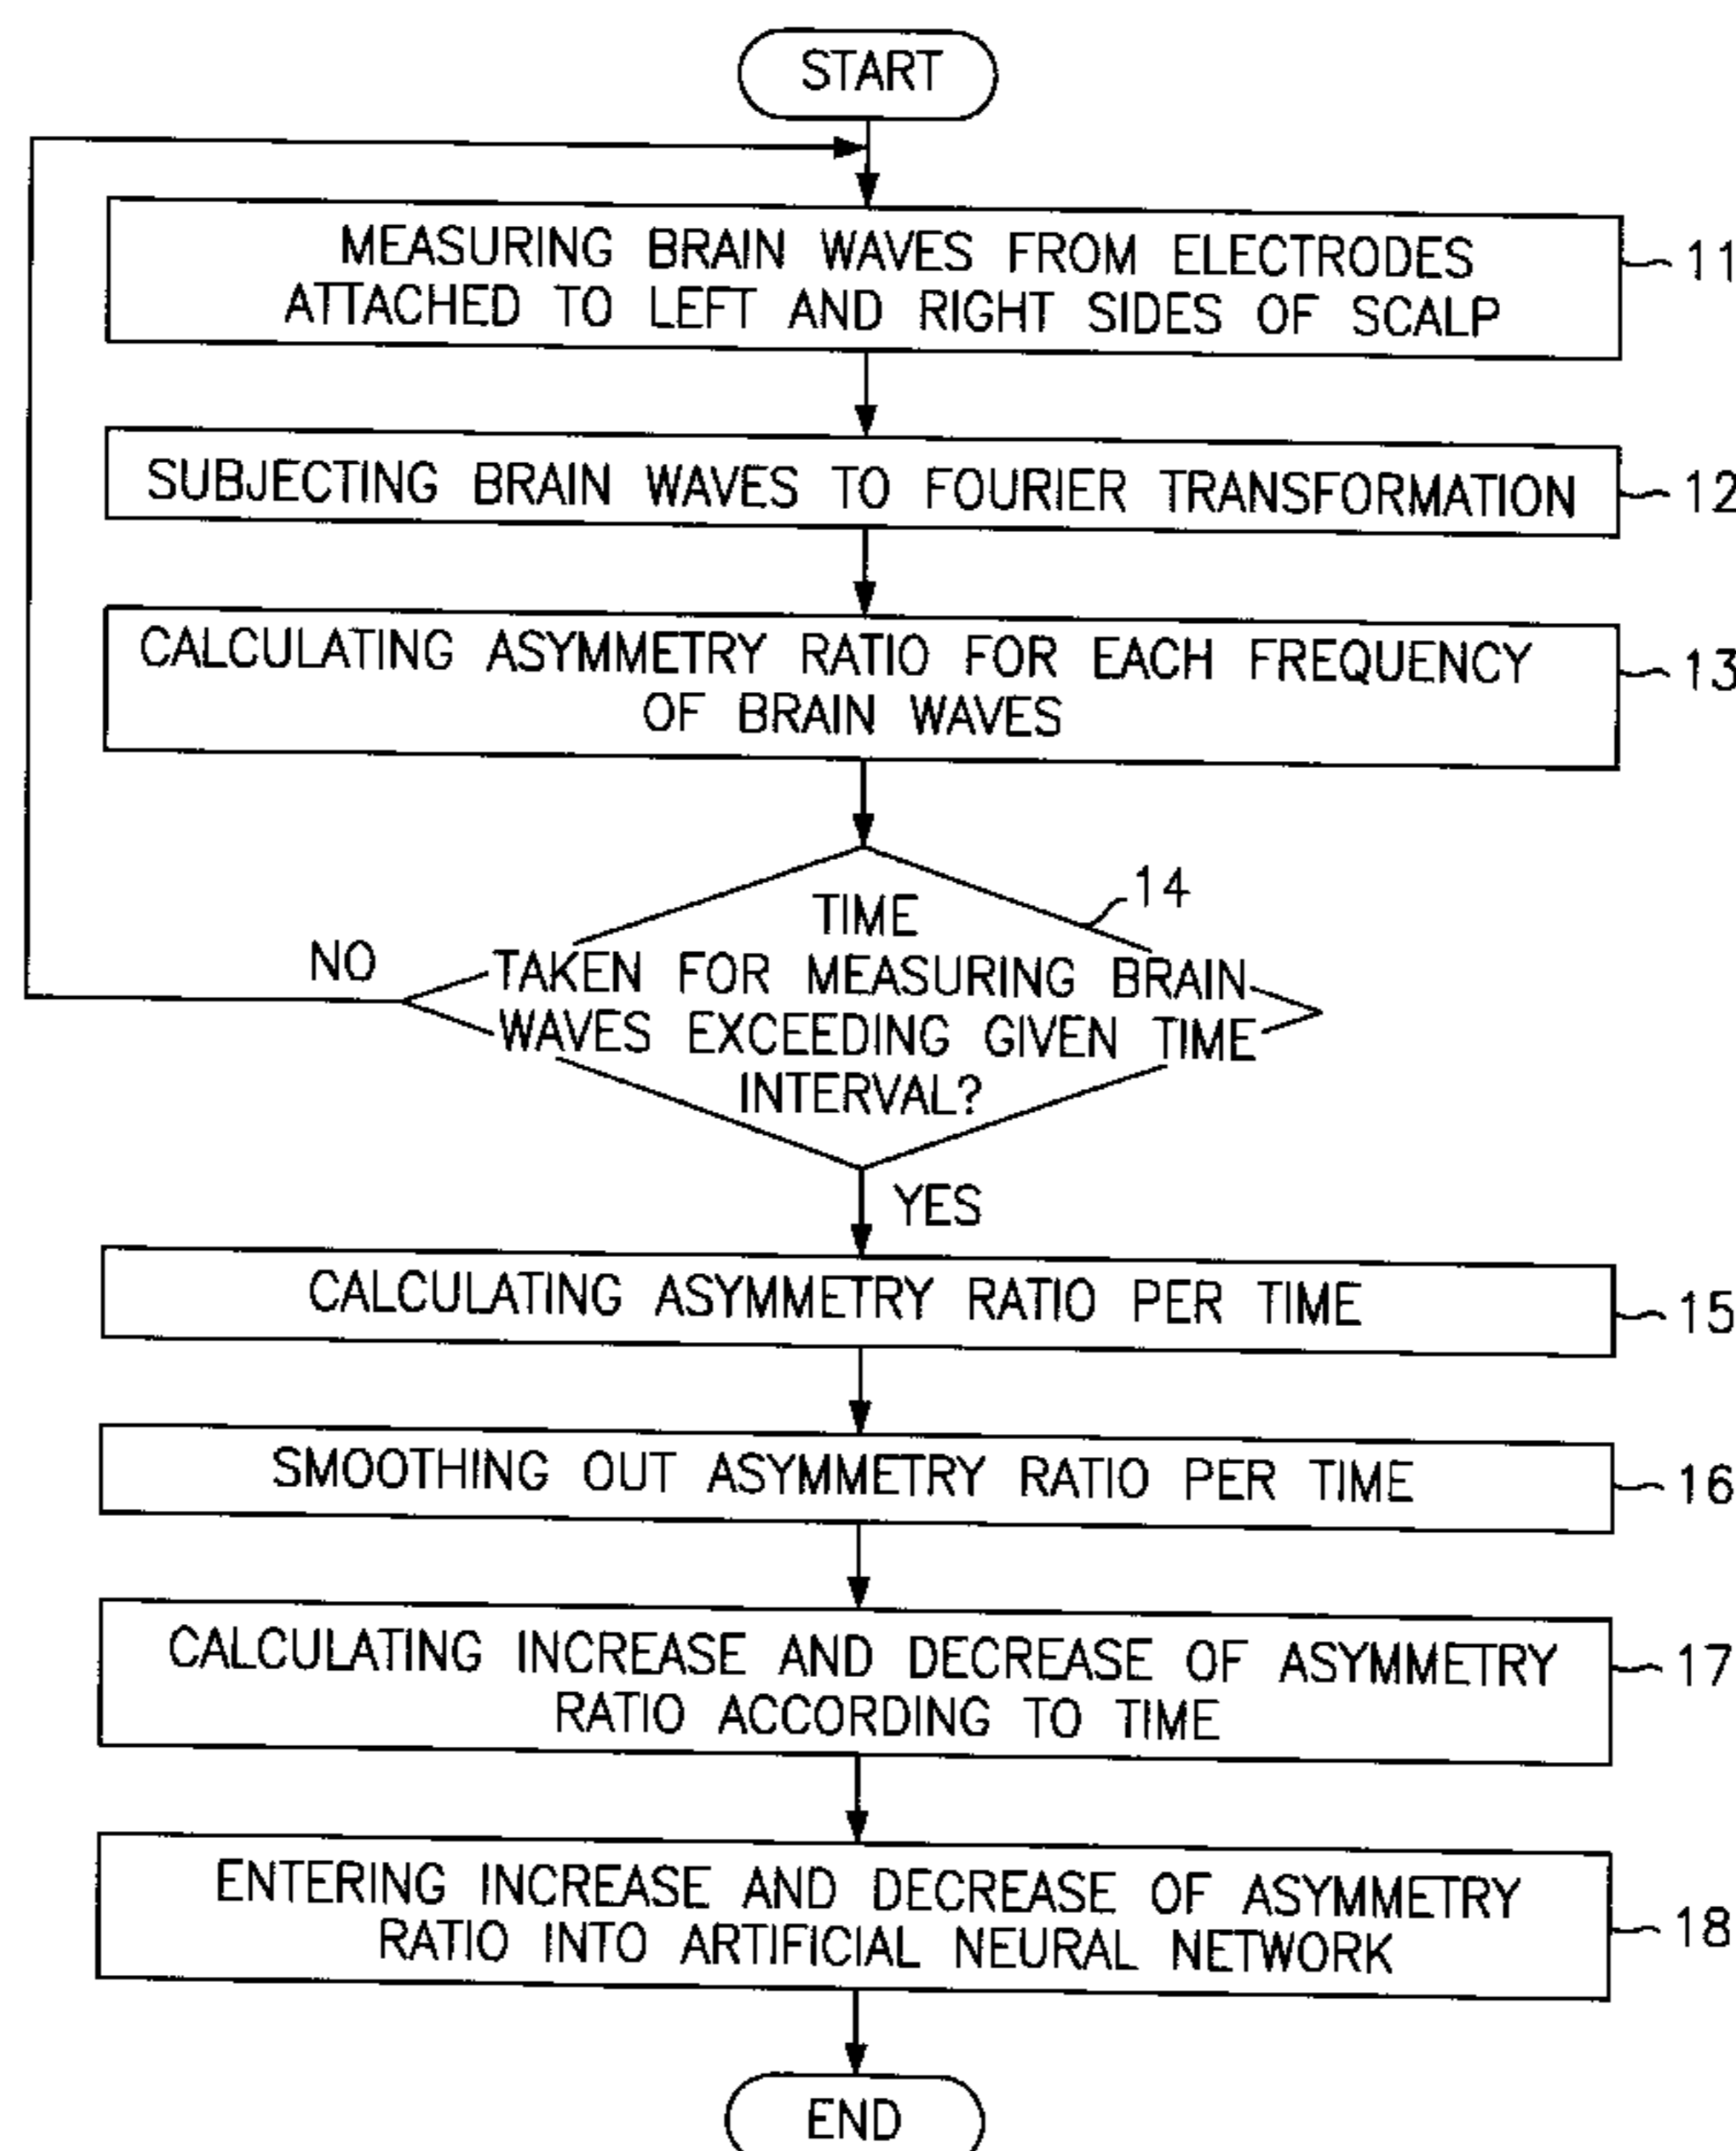 START
MEASURING BRAIN WAVES FROM ELECTRODES
ATTACHED TO LEFT AND RIGHT SIDES OF SCALP
11
SUBJECTING BRAIN WAVES TO FOURIER TRANSFORMATION
12
CALCULATING ASYMMETRY RATIO FOR EACH FREQUENCY
OF BRAIN WAVES
13
14
TIME
TAKEN FOR MEASURING BRAIN
WAVES EXCEEDING GIVEN TIME
INTERVAL?
NO
YES
CALCULATING ASYMMETRY RATIO PER TIME
15
SMOOTHING OUT ASYMMETRY RATIO PER TIME
16
CALCULATING INCREASE AND DECREASE OF ASYMMETRY
RATIO ACCORDING TO TIME
17
ENTERING INCREASE AND DECREASE OF ASYMMETRY
RATIO INTO ARTIFICIAL NEURAL NETWORK
18
END